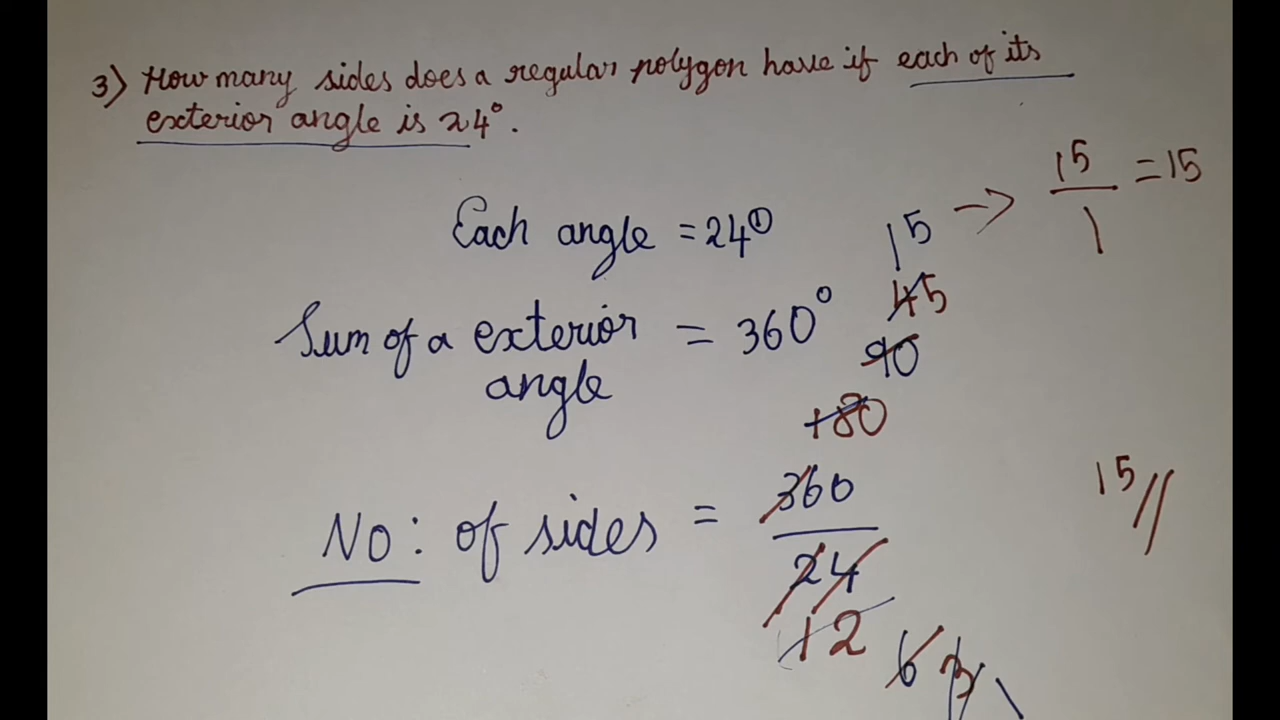 3) How many sides does a regular polygon have if each of its
exterior angle is 24°.
Each angle = 24°
15 → 15/1 = 15
45
Sum of a exterior = 360°
angle
90
180
No: of sides = 360/24
15//
12 6 3 1